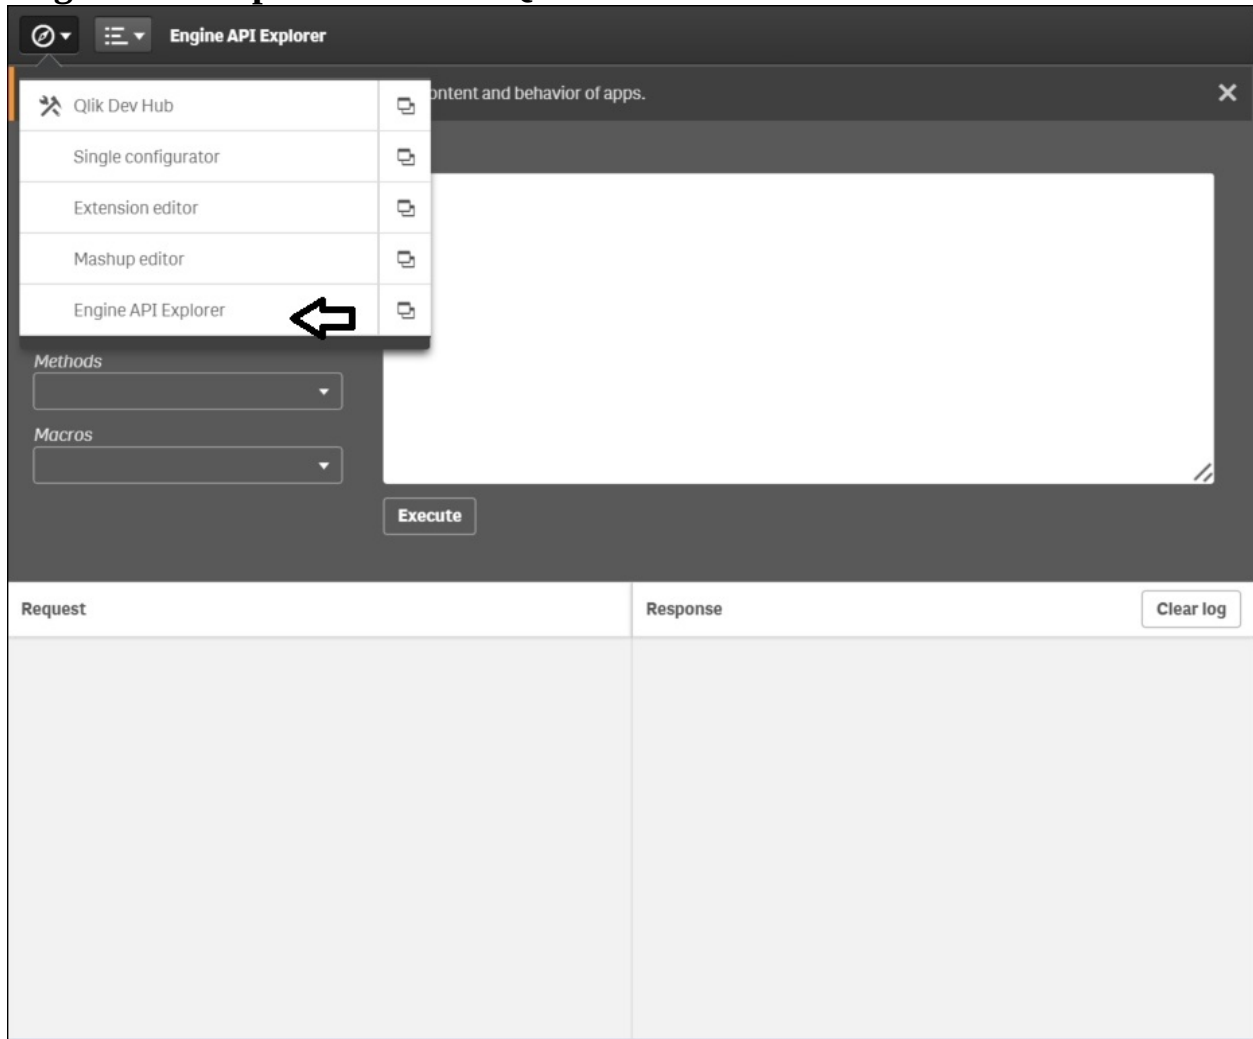 Engine API Explorer
Qlik Dev Hub
content and behavior of apps.
Single configurator
Extension editor
Mashup editor
Engine API Explorer
Methods
Macros
Execute
Request
Response
Clear log